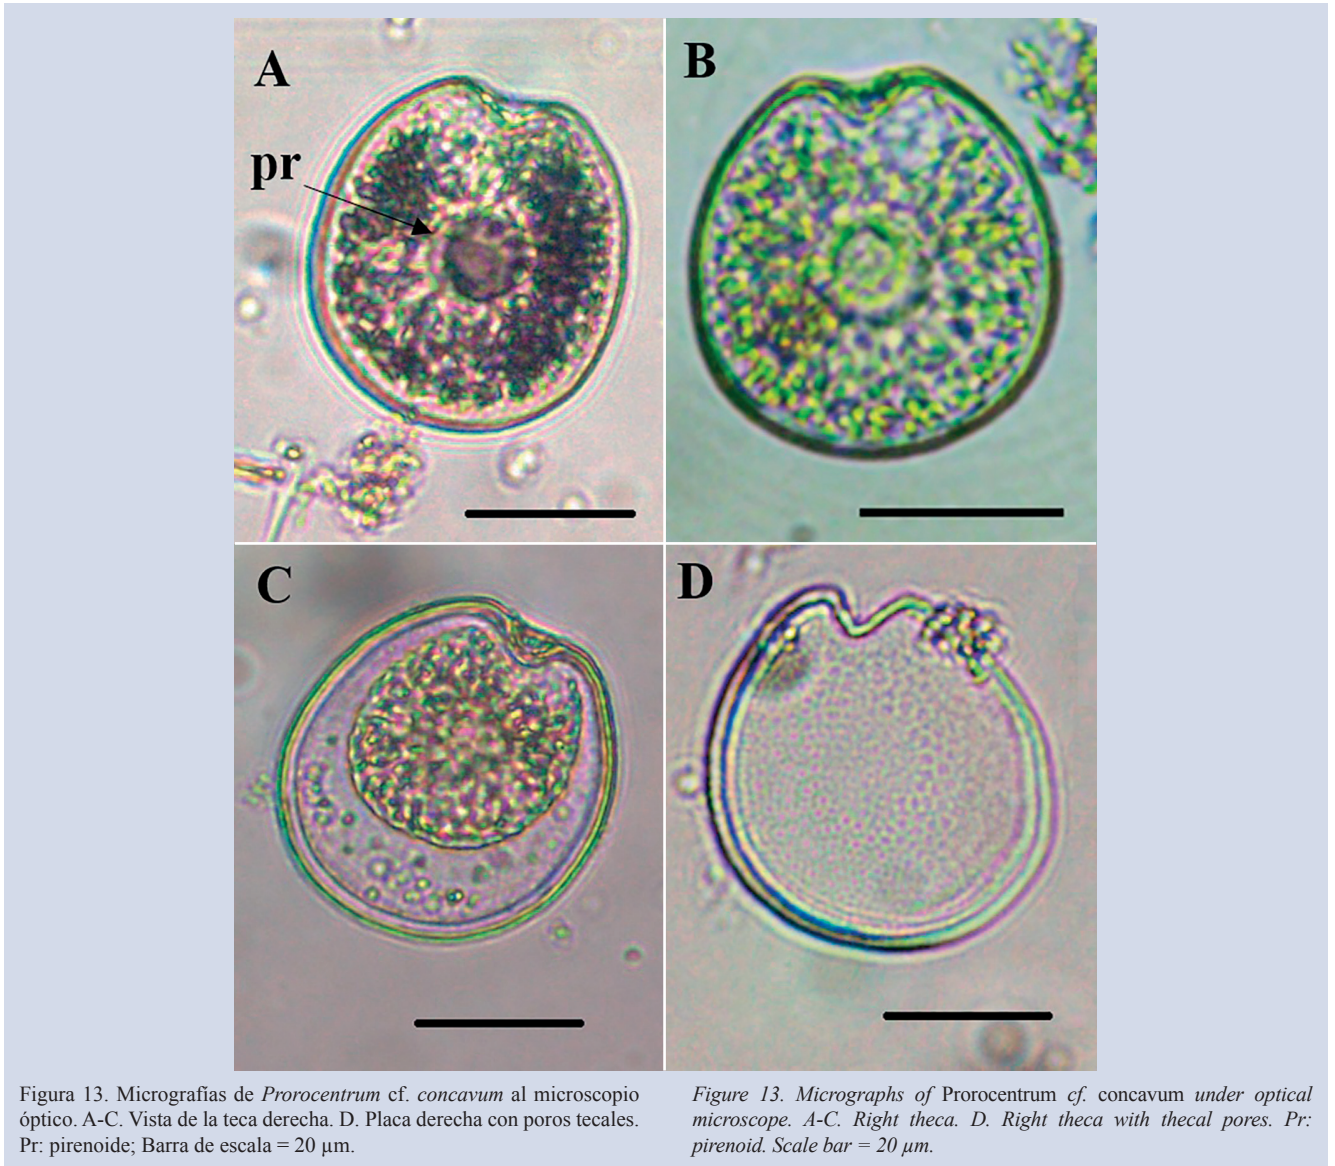 A
pr
B
C
D
Figura 13. Micrografías de Prorocentrum cf. concavum al microscopio
óptico. A-C. Vista de la teca derecha. D. Placa derecha con poros tecales.
Pr: pirenoide; Barra de escala = 20 µm.
Figure 13. Micrographs of Prorocentrum cf. concavum under optical
microscope. A-C. Right theca. D. Right theca with thecal pores. Pr:
pirenoid. Scale bar = 20 µm.